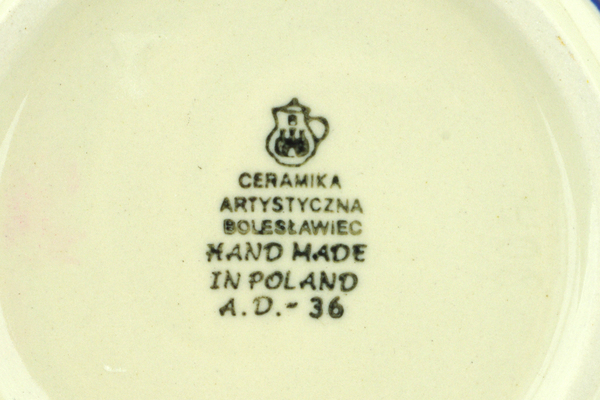 CERAMIKA
ARTYSTYCZNA
BOLESŁAWIEC
HAND MADE
IN POLAND
A.D.- 36